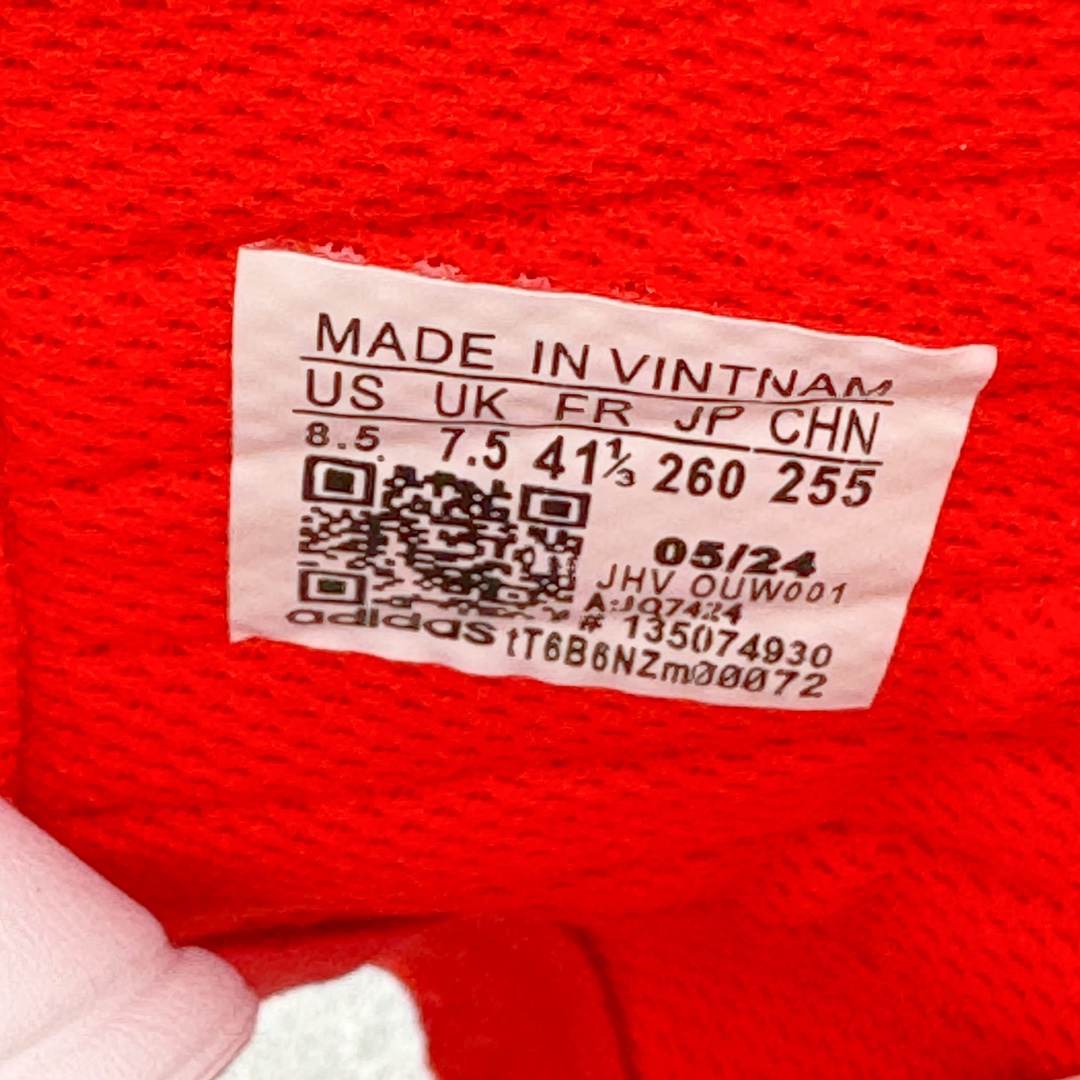 MADE IN VINTNAM
US UK FR JP CHN
8.5 7.5 41⅓ 260 255
05/24
JHV OUW001
A:JQ7424
# 135074930
adidas tT6B6NZm00072